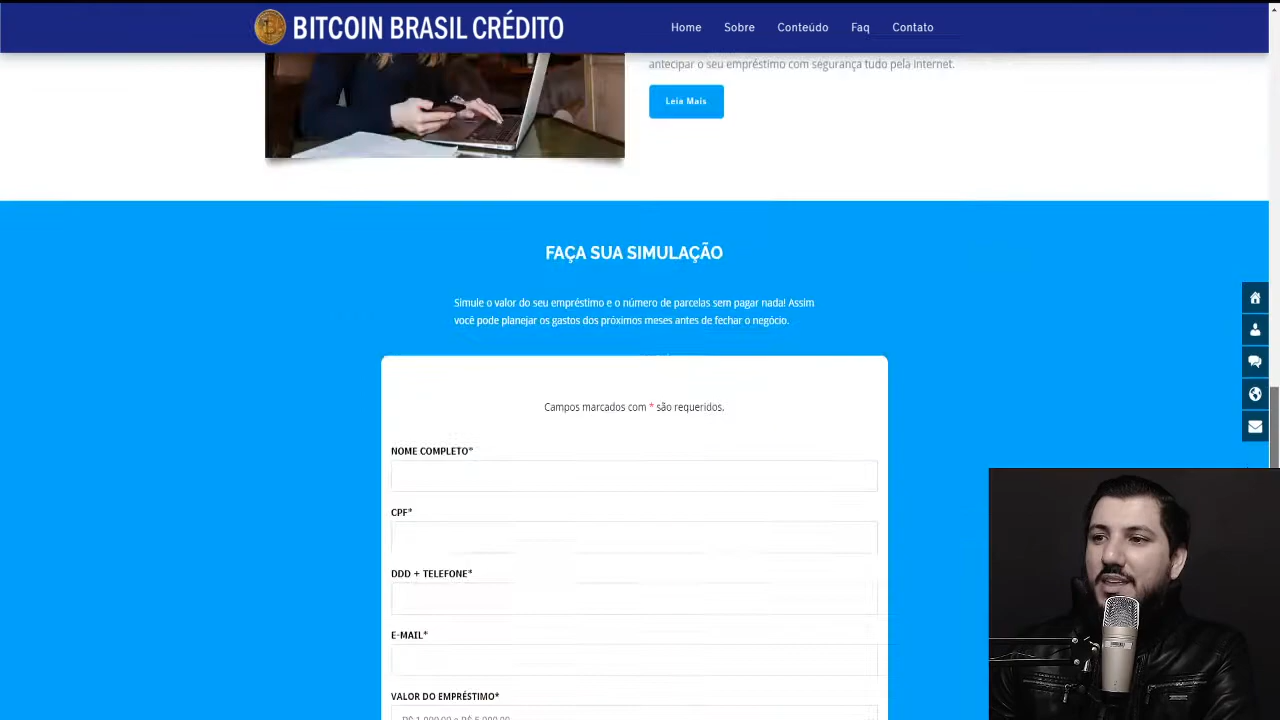 BITCOIN BRASIL CRÉDITO
Home Sobre Conteúdo Faq Contato
antecipar o seu empréstimo com segurança tudo pela internet.
Leia Mais
FAÇA SUA SIMULAÇÃO
Simule o valor do seu empréstimo e o número de parcelas sem pagar nada! Assim
você pode planejar os gastos dos próximos meses antes de fechar o negócio.
Campos marcados com * são requeridos.
NOME COMPLETO*
CPF*
DDD + TELEFONE*
E-MAIL*
VALOR DO EMPRÉSTIMO*